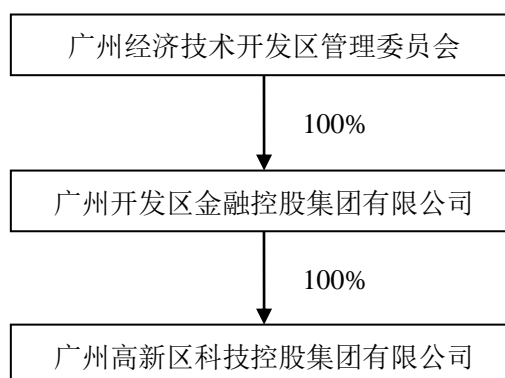 广州经济技术开发区管理委员会
100%
广州开发区金融控股集团有限公司
100%
广州高新区科技控股集团有限公司